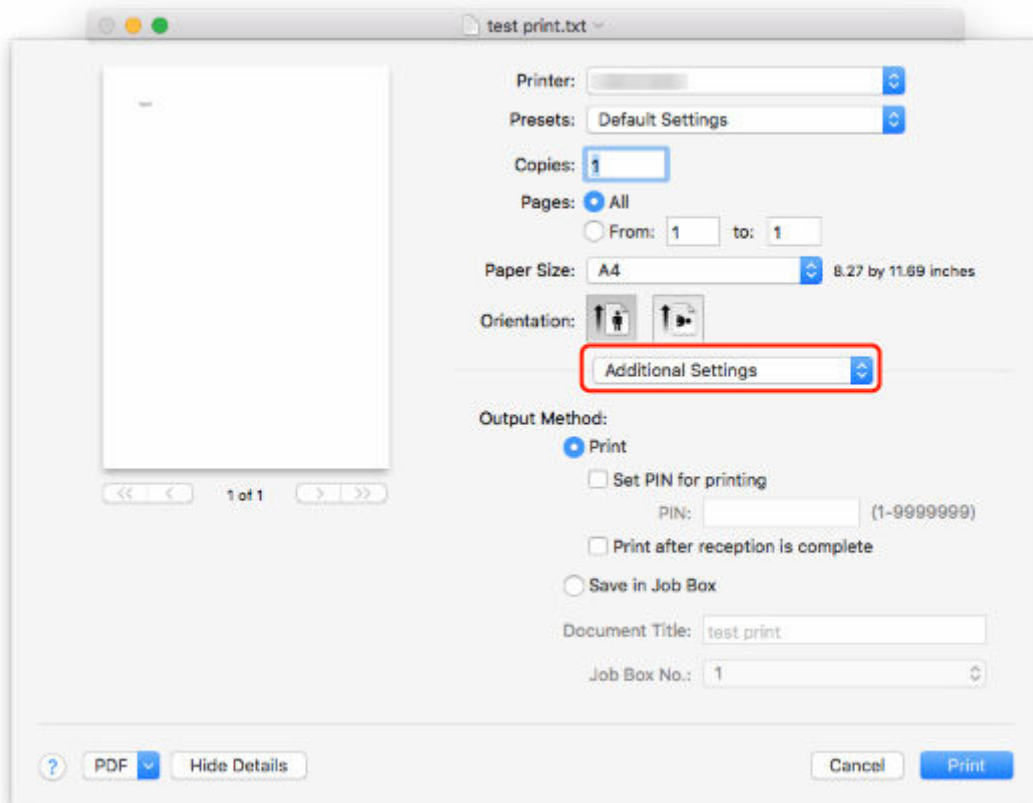 test print.txt
Printer:
Presets: Default Settings
Copies: 1
Pages: All
From: 1 to: 1
Paper Size: A4 8.27 by 11.69 inches
Orientation:
Additional Settings
Output Method:
Print
Set PIN for printing
PIN: (1-9999999)
Print after reception is complete
Save in Job Box
Document Title: test print
Job Box No.: 1
1 of 1
? PDF Hide Details Cancel Print